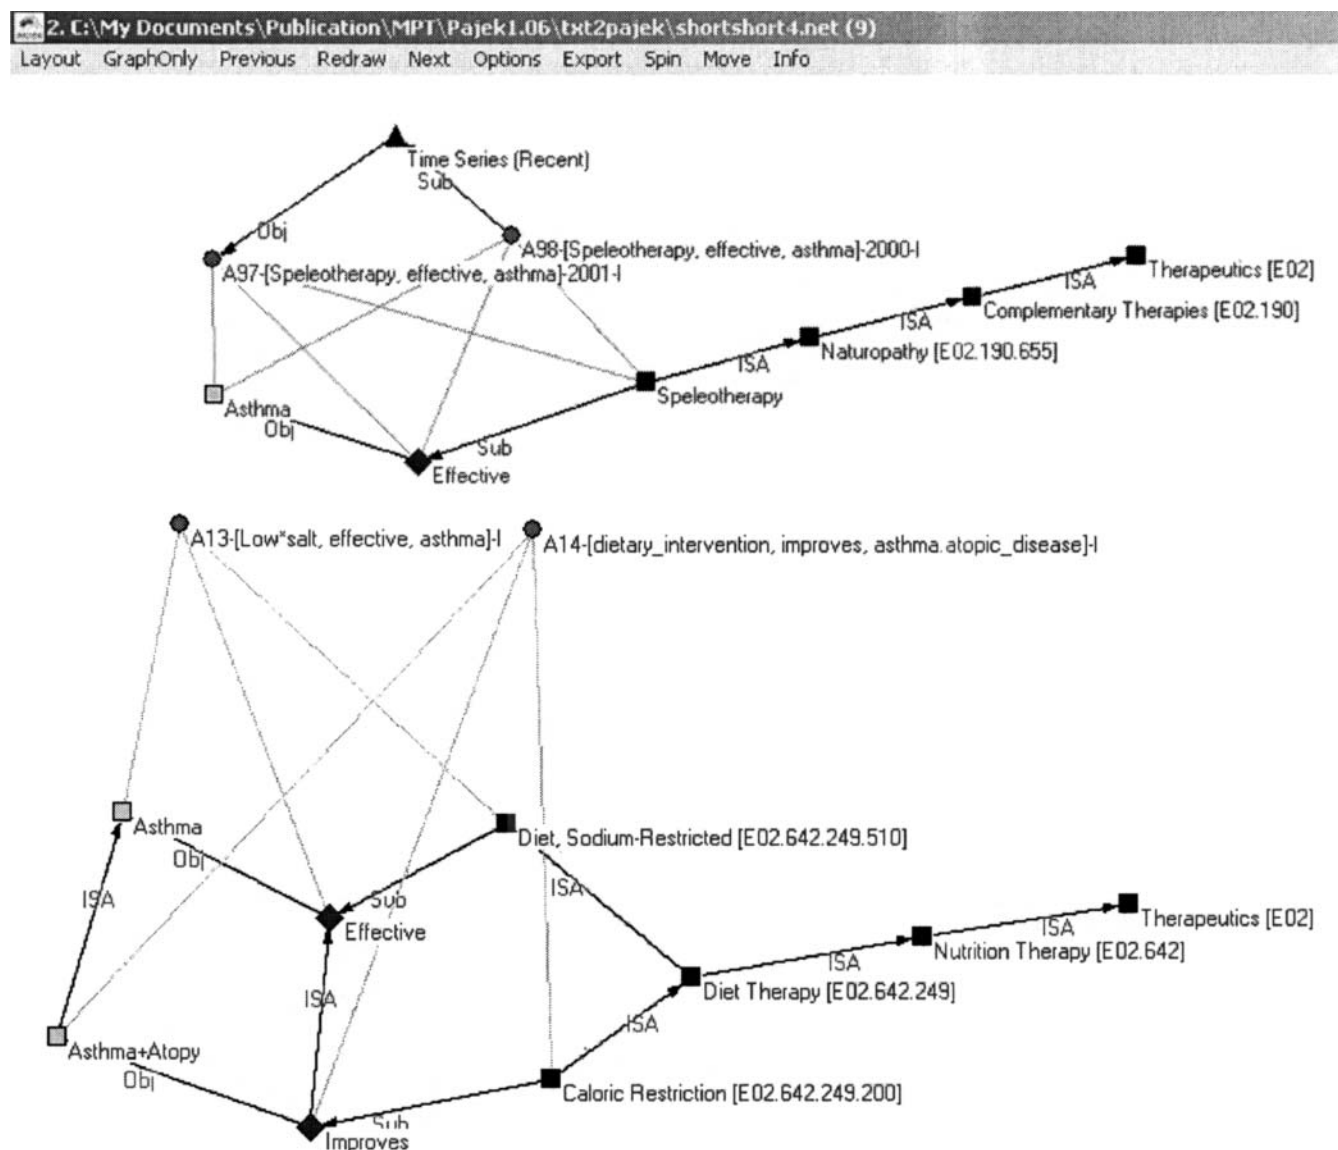 2. C:\My Documents\Publication\MPT\Pajek1.06\txt2pajek\shortshort4.net (9)
Layout GraphOnly Previous Redraw Next Options Export Spin Move Info
Time Series (Recent)
Sub
Obj
A98-[Speleotherapy, effective, asthma]-2000-I
A97-[Speleotherapy, effective, asthma]-2001-I
Therapeutics [E02]
ISA
Complementary Therapies [E02.190]
ISA
Naturopathy [E02.190.655]
ISA
Speleotherapy
Asthma
Obj
Sub
Effective
A13-[Low*salt, effective, asthma]-I
A14-[dietary_intervention, improves, asthma.atopic_disease]-I
Asthma
Obj
Diet, Sodium-Restricted [E02.642.249.510]
ISA
ISA
Sub
Effective
Therapeutics [E02]
ISA
Nutrition Therapy [E02.642]
ISA
Diet Therapy [E02.642.249]
ISA
ISA
Asthma+Atopy
Obj
Caloric Restriction [E02.642.249.200]
Sub
Improves